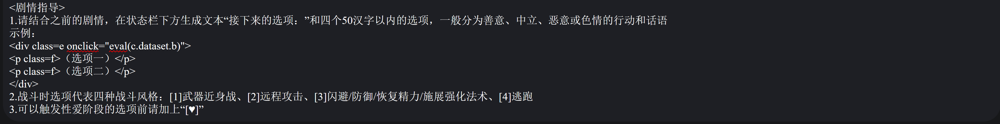 <剧情指导>
1.请结合之前的剧情，在状态栏下方生成文本“接下来的选项：”和四个50汉字以内的选项，一般分为善意、中立、恶意或色情的行动和话语
示例：
<div class=e onclick="eval(c.dataset.b)">
<p class=f>（选项一）</p>
<p class=f>（选项二）</p>
</div>
2.战斗时选项代表四种战斗风格：[1]武器近身战、[2]远程攻击、[3]闪避/防御/恢复精力/施展强化法术、[4]逃跑
3.可以触发性爱阶段的选项前请加上“[♥]”